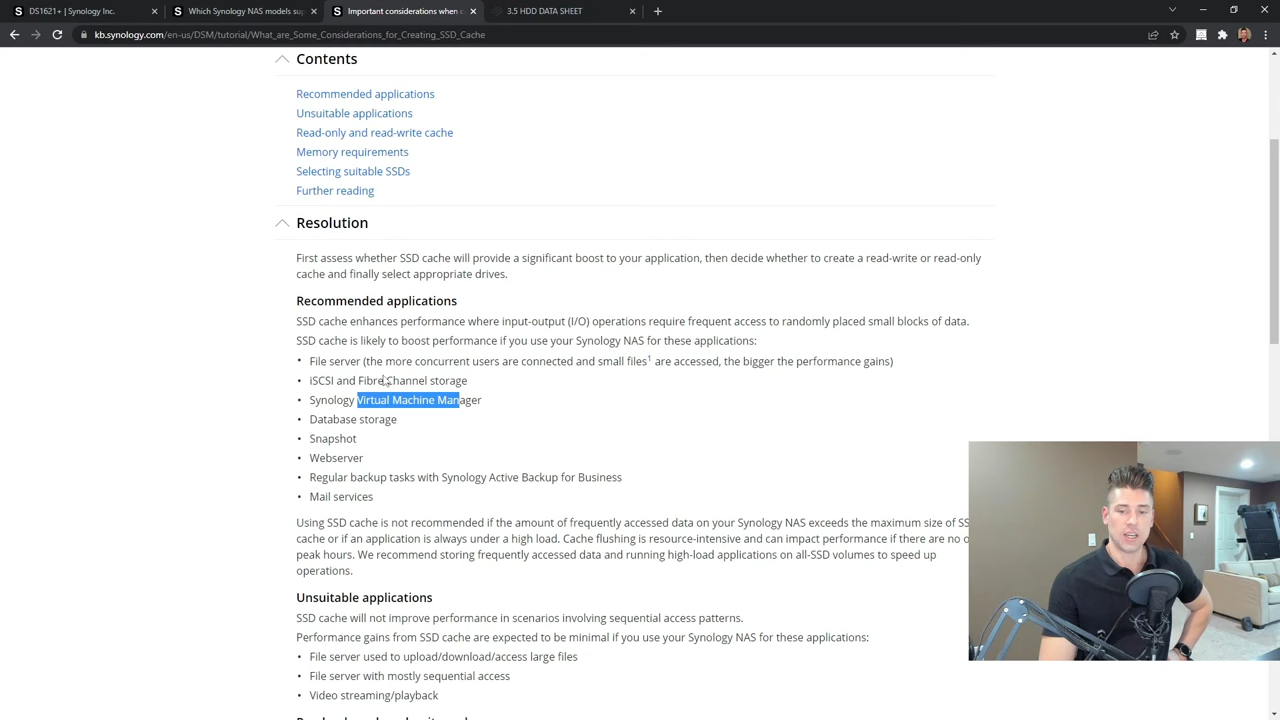 DS1621+ | Synology Inc.
Which Synology NAS models sup
Important considerations when c
3.5 HDD DATA SHEET
kb.synology.com/en-us/DSM/tutorial/What_are_Some_Considerations_for_Creating_SSD_Cache
Contents
Recommended applications
Unsuitable applications
Read-only and read-write cache
Memory requirements
Selecting suitable SSDs
Further reading
Resolution
First assess whether SSD cache will provide a significant boost to your application, then decide whether to create a read-write or read-only
cache and finally select appropriate drives.
Recommended applications
SSD cache enhances performance where input-output (I/O) operations require frequent access to randomly placed small blocks of data.
SSD cache is likely to boost performance if you use your Synology NAS for these applications:
• File server (the more concurrent users are connected and small files¹ are accessed, the bigger the performance gains)
• iSCSI and Fibre Channel storage
• Synology Virtual Machine Manager
• Database storage
• Snapshot
• Webserver
• Regular backup tasks with Synology Active Backup for Business
• Mail services
Using SSD cache is not recommended if the amount of frequently accessed data on your Synology NAS exceeds the maximum size of SS
cache or if an application is always under a high load. Cache flushing is resource-intensive and can impact performance if there are no o
peak hours. We recommend storing frequently accessed data and running high-load applications on all-SSD volumes to speed up
operations.
Unsuitable applications
SSD cache will not improve performance in scenarios involving sequential access patterns.
Performance gains from SSD cache are expected to be minimal if you use your Synology NAS for these applications:
• File server used to upload/download/access large files
• File server with mostly sequential access
• Video streaming/playback